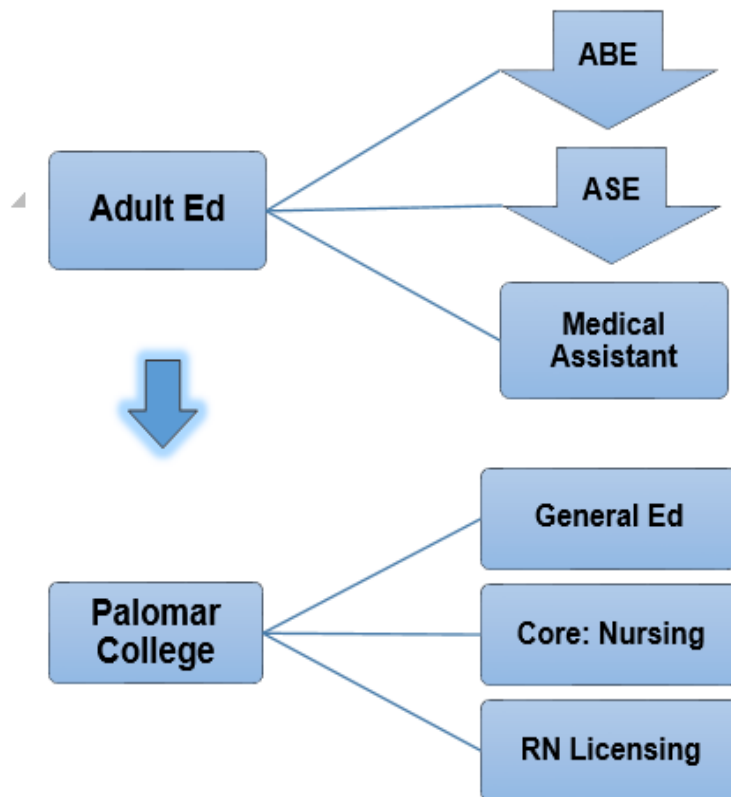 ABE
Adult Ed
ASE
Medical
Assistant
General Ed
Palomar
College
Core: Nursing
RN Licensing